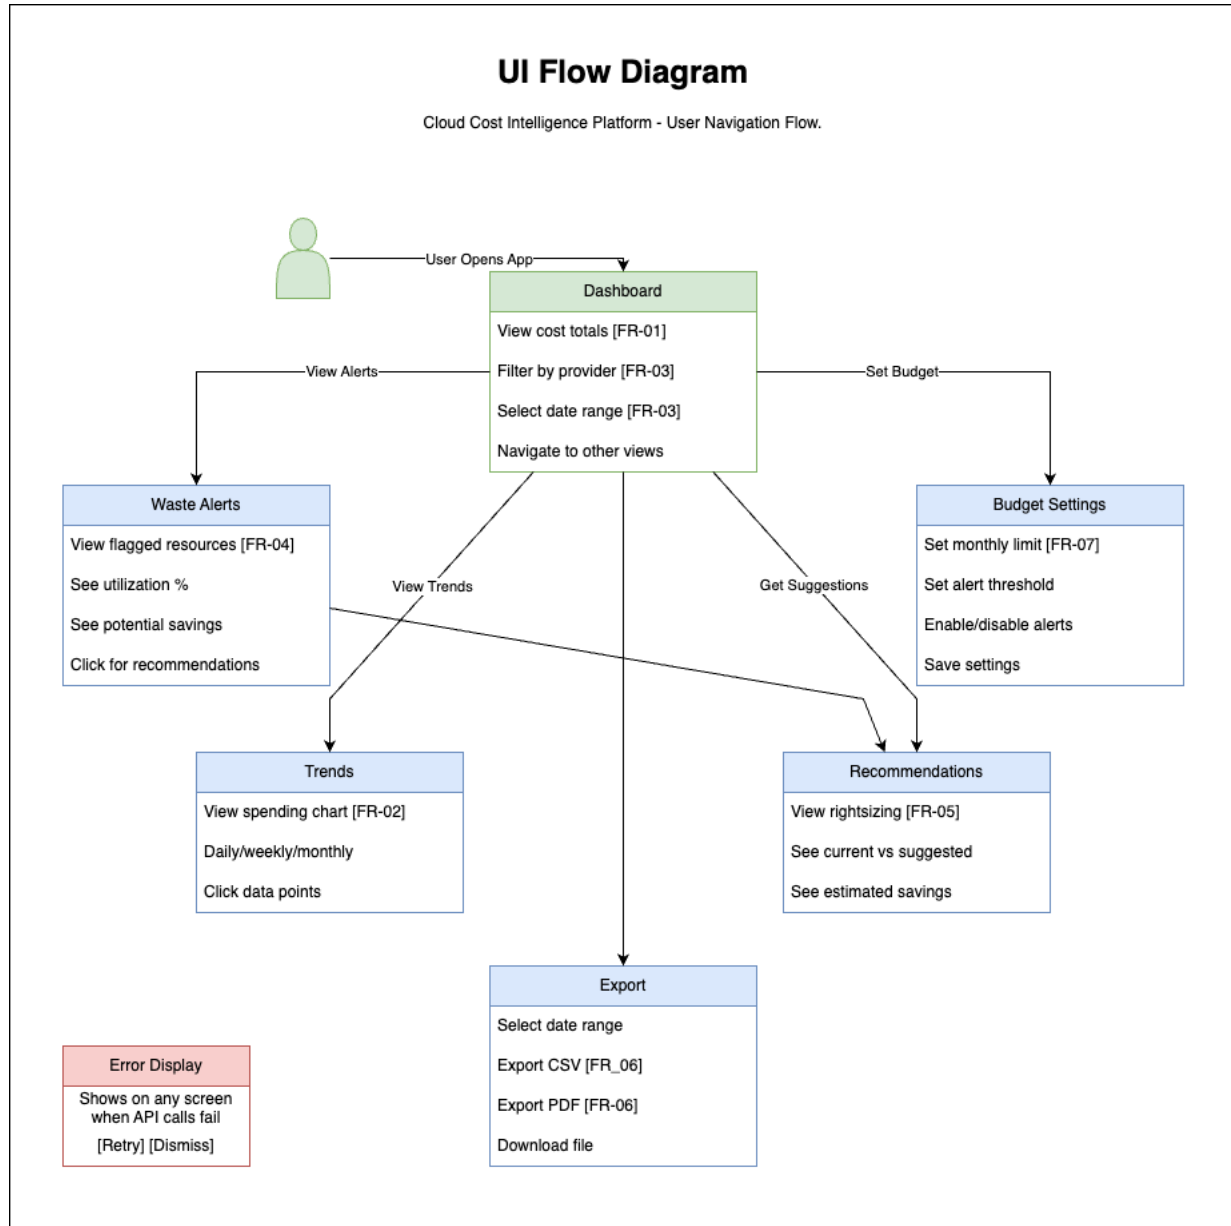 UI Flow Diagram
Cloud Cost Intelligence Platform - User Navigation Flow.
User Opens App
Dashboard
View cost totals [FR-01]
Filter by provider [FR-03]
Select date range [FR-03]
Navigate to other views
View Alerts
Set Budget
Waste Alerts
View flagged resources [FR-04]
See utilization %
See potential savings
Click for recommendations
Budget Settings
Set monthly limit [FR-07]
Set alert threshold
Enable/disable alerts
Save settings
View Trends
Get Suggestions
Trends
View spending chart [FR-02]
Daily/weekly/monthly
Click data points
Recommendations
View rightsizing [FR-05]
See current vs suggested
See estimated savings
Export
Select date range
Export CSV [FR_06]
Export PDF [FR-06]
Download file
Error Display
Shows on any screen
when API calls fail
[Retry] [Dismiss]